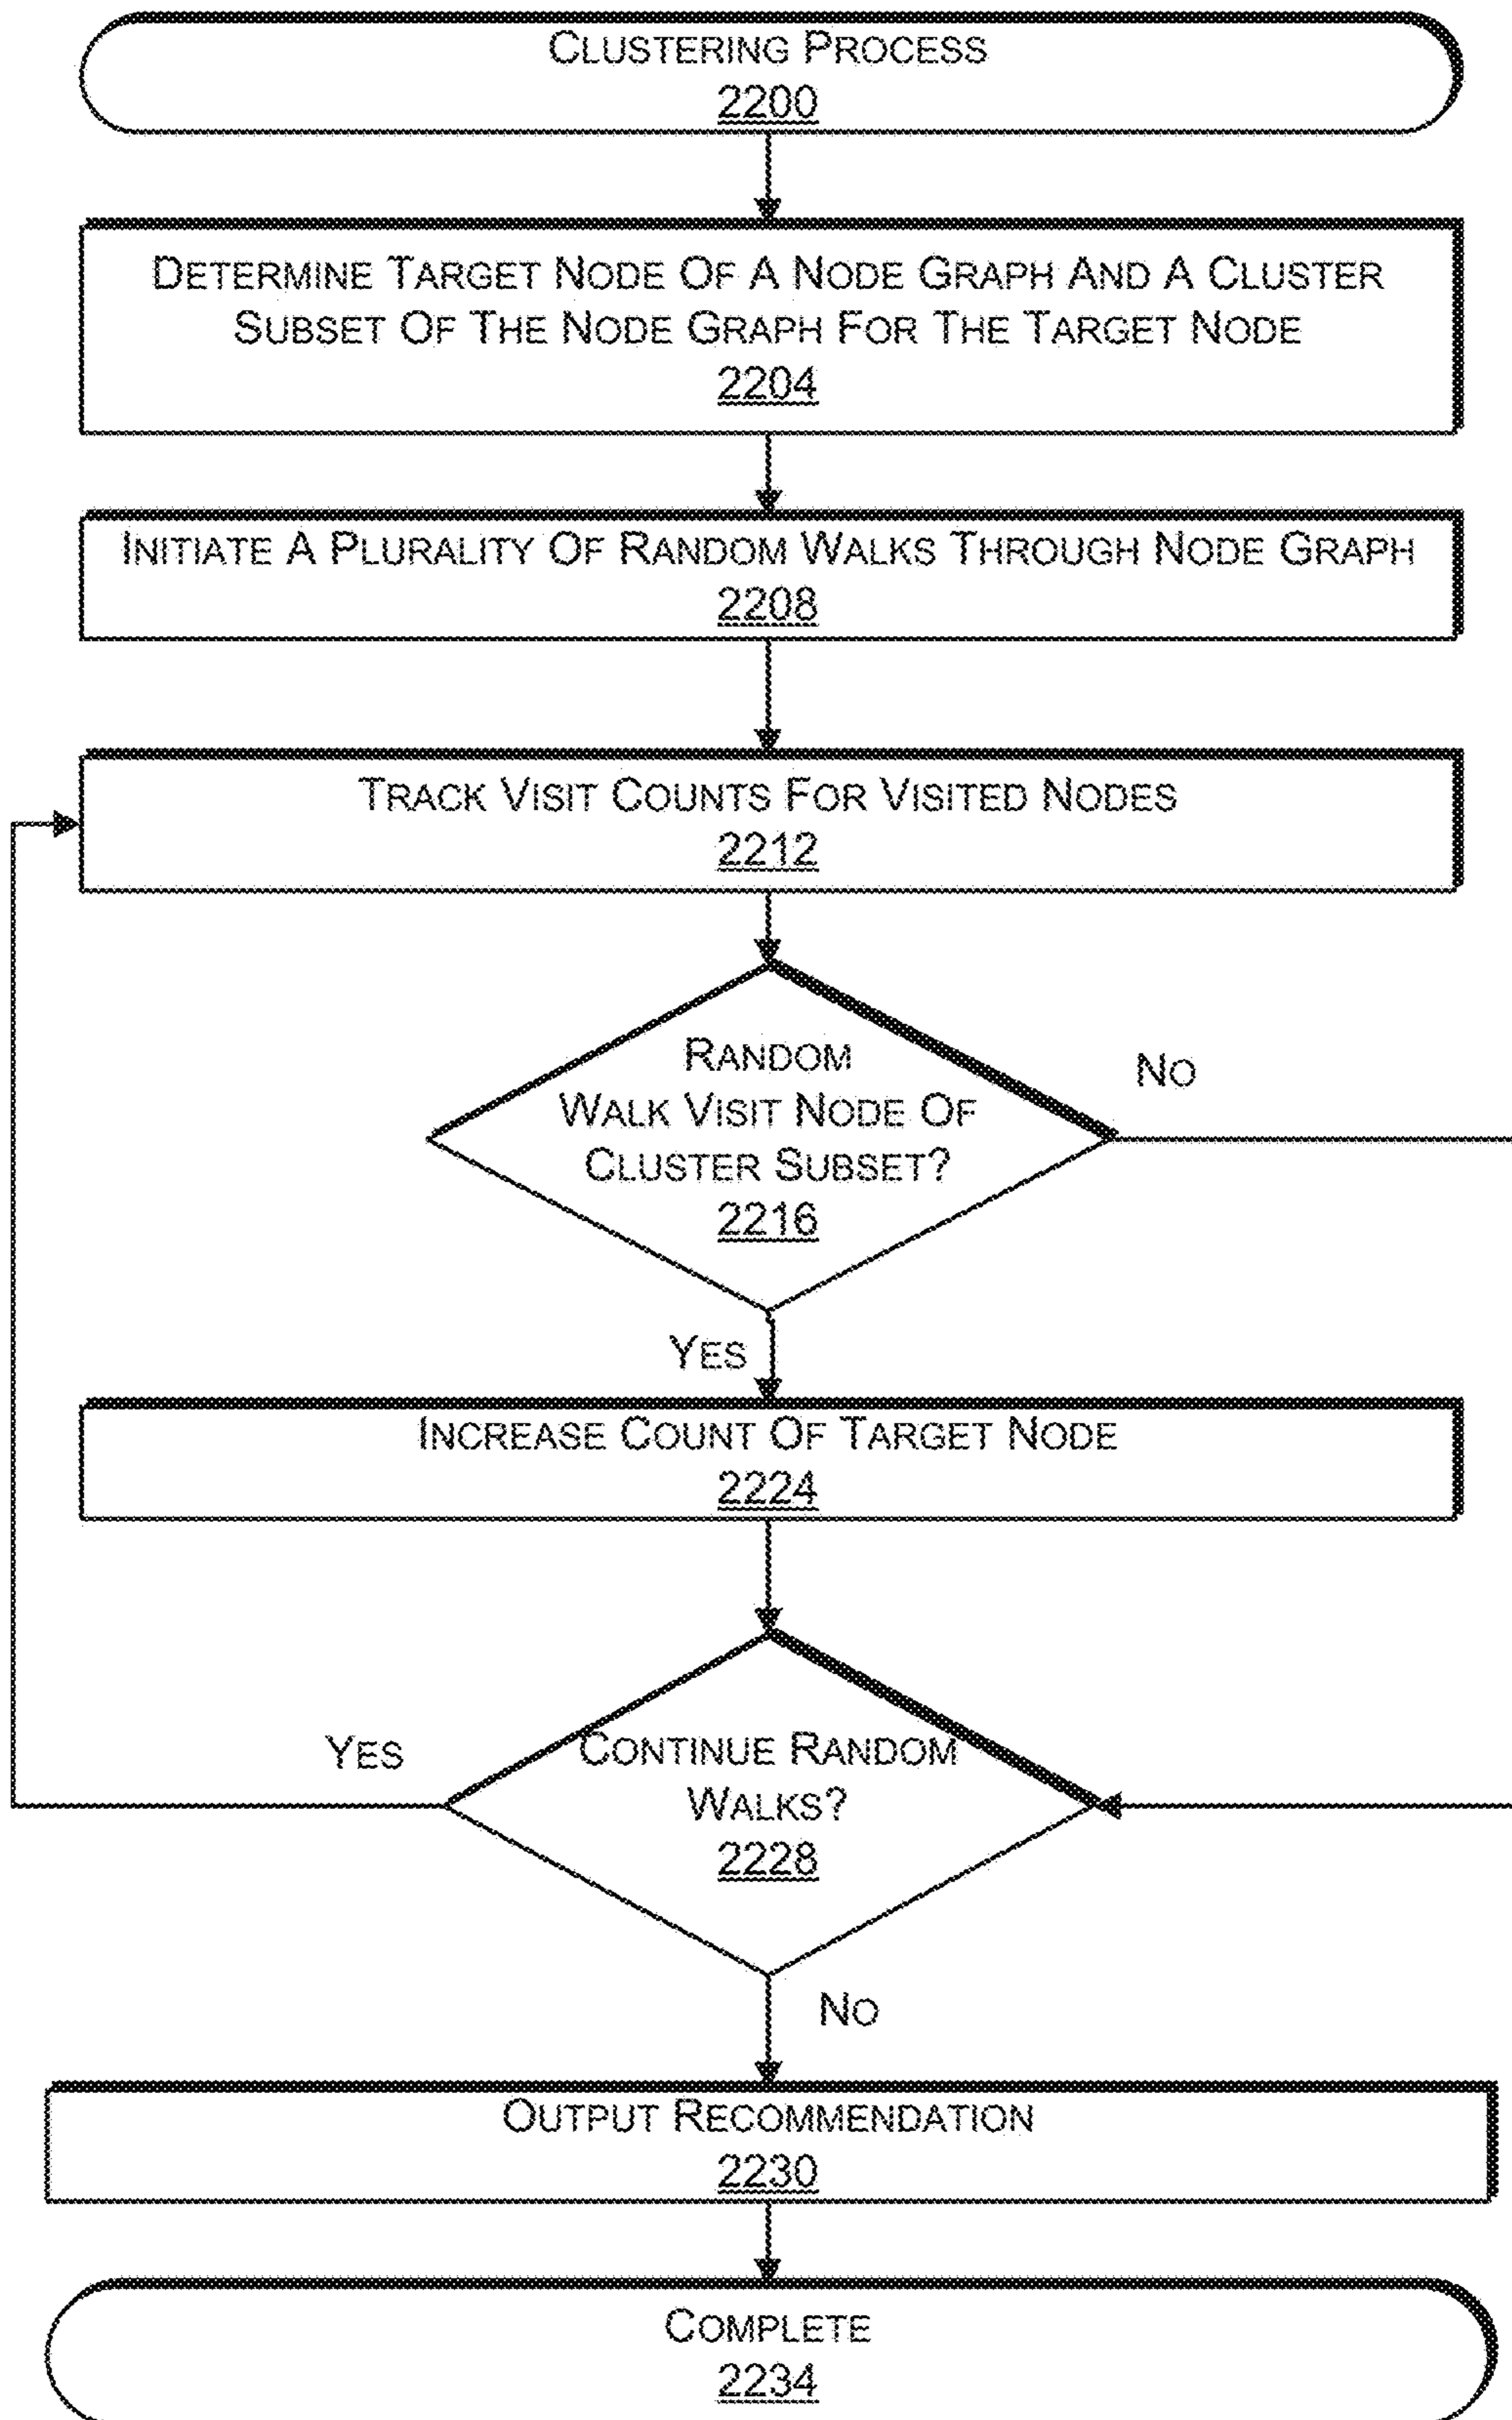 CLUSTERING PROCESS
2200
DETERMINE TARGET NODE OF A NODE GRAPH AND A CLUSTER
SUBSET OF THE NODE GRAPH FOR THE TARGET NODE
2204
INITIATE A PLURALITY OF RANDOM WALKS THROUGH NODE GRAPH
2208
TRACK VISIT COUNTS FOR VISITED NODES
2212
RANDOM
WALK VISIT NODE OF
CLUSTER SUBSET?
2216
NO
YES
INCREASE COUNT OF TARGET NODE
2224
YES
CONTINUE RANDOM
WALKS?
2228
NO
OUTPUT RECOMMENDATION
2230
COMPLETE
2234